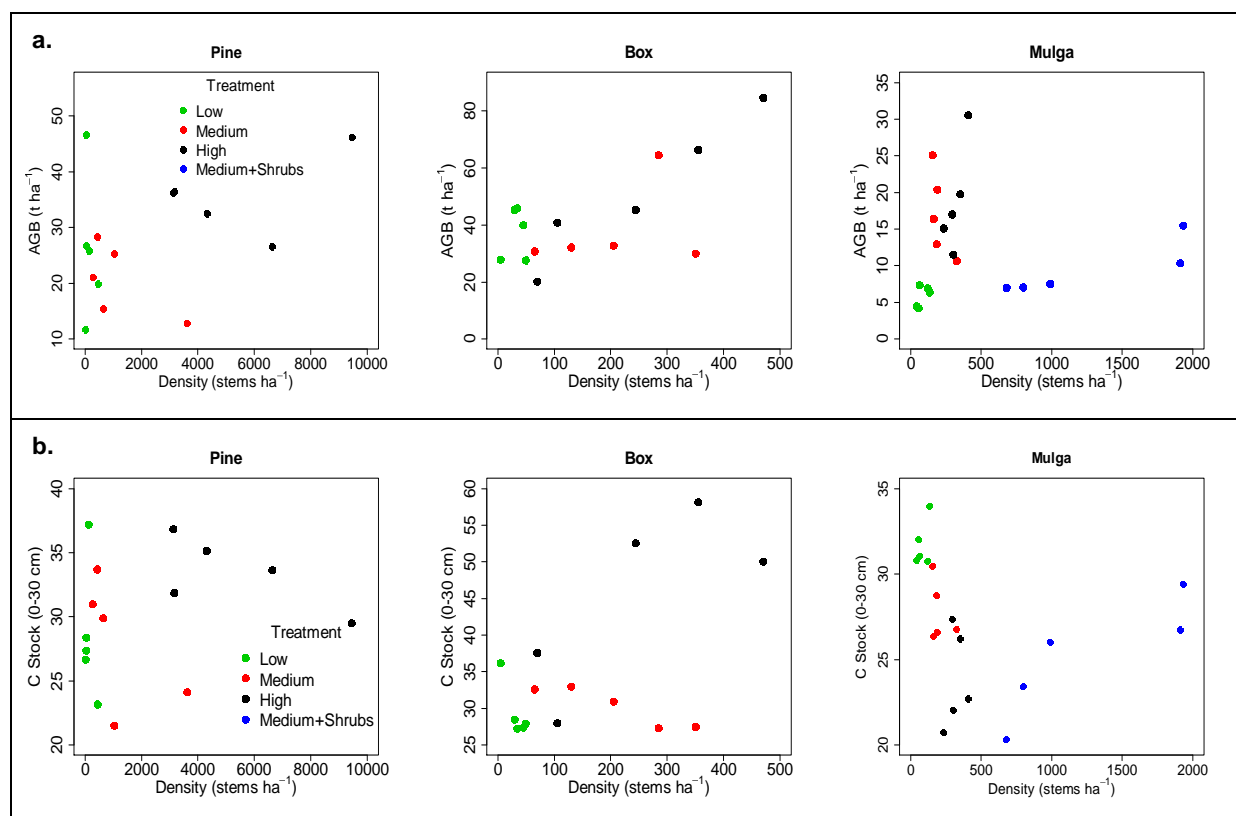 a.
Pine
Treatment
Low
Medium
High
Medium+Shrubs
AGB (t ha⁻¹)
10 20 30 40 50
0 2000 4000 6000 8000 10000
Density (stems ha⁻¹)
Box
AGB (t ha⁻¹)
0 20 40 60 80
0 100 200 300 400 500
Density (stems ha⁻¹)
Mulga
AGB (t ha⁻¹)
0 5 10 15 20 25 30 35
0 500 1000 1500 2000
Density (stems ha⁻¹)
b.
Pine
C Stock (0-30 cm)
20 25 30 35 40
Treatment
Low
Medium
High
Medium+Shrubs
0 2000 4000 6000 8000 10000
Density (stems ha⁻¹)
Box
C Stock (0-30 cm)
25 30 35 40 45 50 55 60
0 100 200 300 400 500
Density (stems ha⁻¹)
Mulga
C Stock (0-30 cm)
20 25 30 35
0 500 1000 1500 2000
Density (stems ha⁻¹)